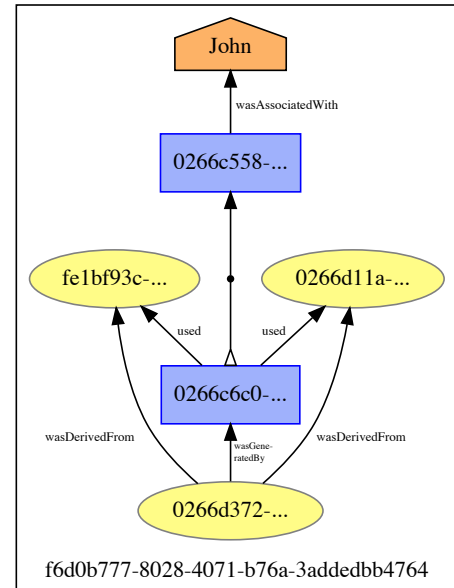 John
wasAssociatedWith
0266c558-...
fe1bf93c-...
0266d11a-...
used
used
0266c6c0-...
wasDerivedFrom
wasGene-
ratedBy
wasDerivedFrom
0266d372-...
f6d0b777-8028-4071-b76a-3addedbb4764